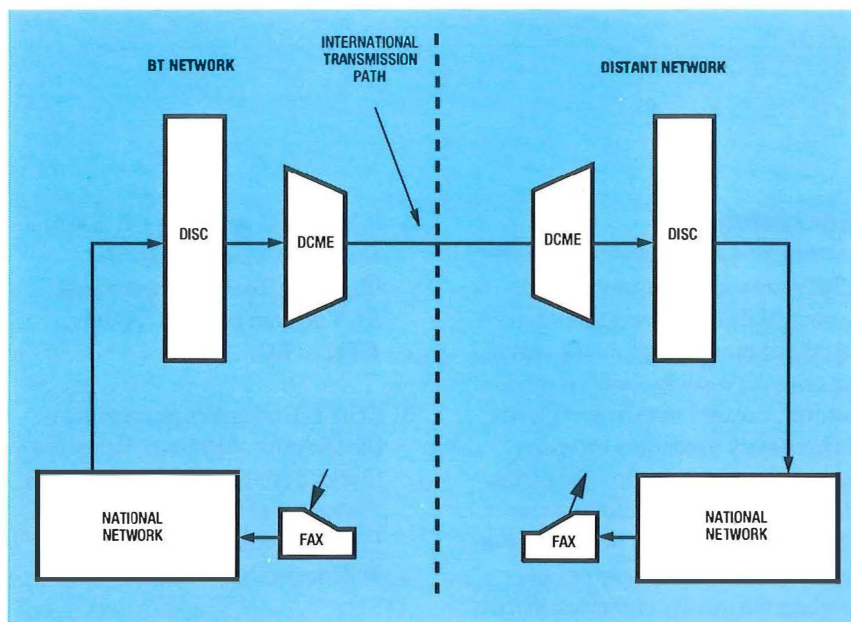 BT NETWORK
INTERNATIONAL
TRANSMISSION
PATH
DISTANT NETWORK
DISC
DCME
DCME
DISC
NATIONAL
NETWORK
FAX
FAX
NATIONAL
NETWORK